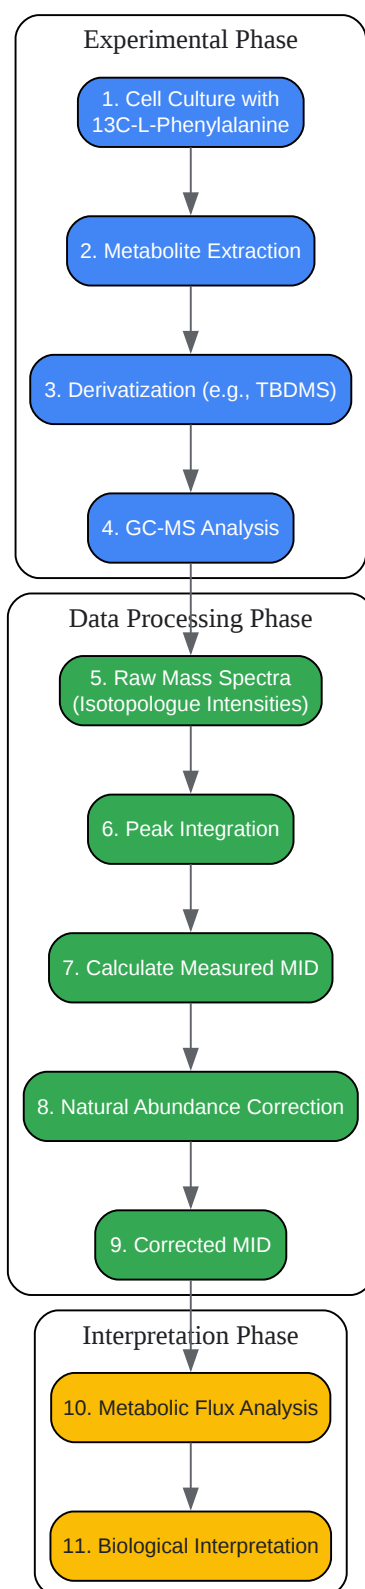 Experimental Phase
1. Cell Culture with
13C-L-Phenylalanine
2. Metabolite Extraction
3. Derivatization (e.g., TBDMS)
4. GC-MS Analysis
Data Processing Phase
5. Raw Mass Spectra
(Isotopologue Intensities)
6. Peak Integration
7. Calculate Measured MID
8. Natural Abundance Correction
9. Corrected MID
Interpretation Phase
10. Metabolic Flux Analysis
11. Biological Interpretation